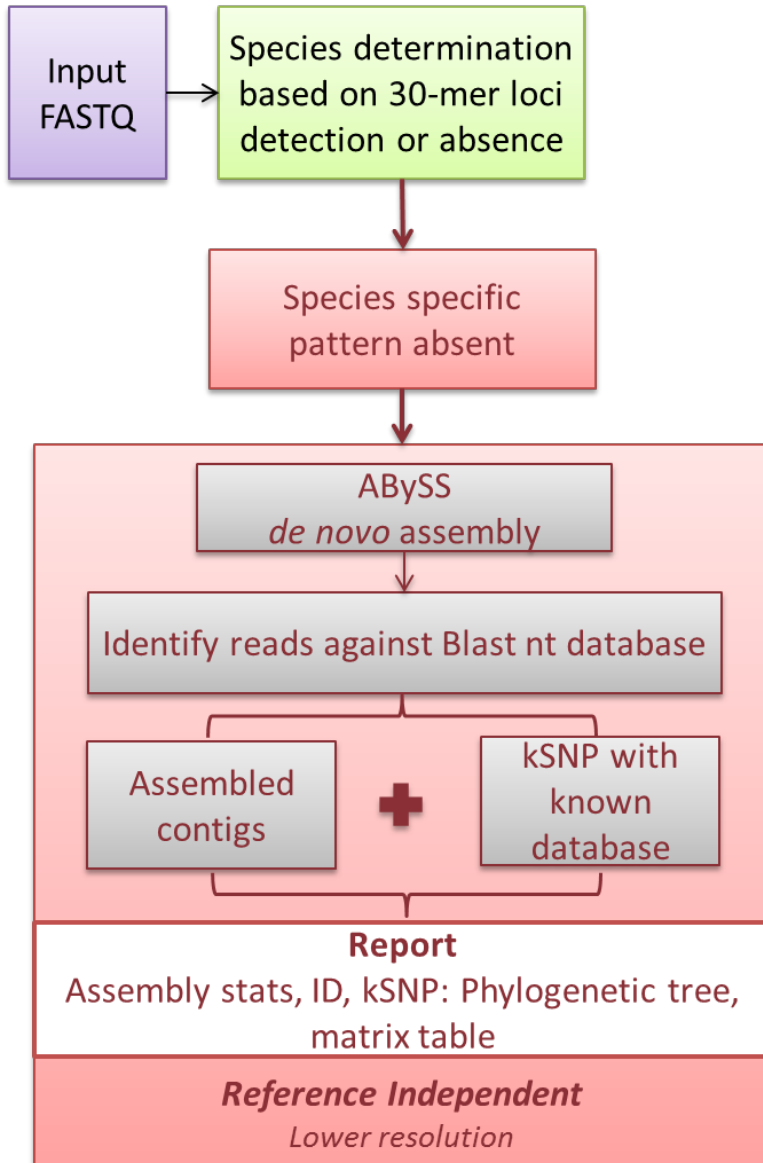 Input
FASTQ
Species determination
based on 30-mer loci
detection or absence
Species specific
pattern absent
ABySS
de novo assembly
Identify reads against Blast nt database
Assembled
contigs
kSNP with
known
database
Report
Assembly stats, ID, kSNP: Phylogenetic tree,
matrix table
Reference Independent
Lower resolution